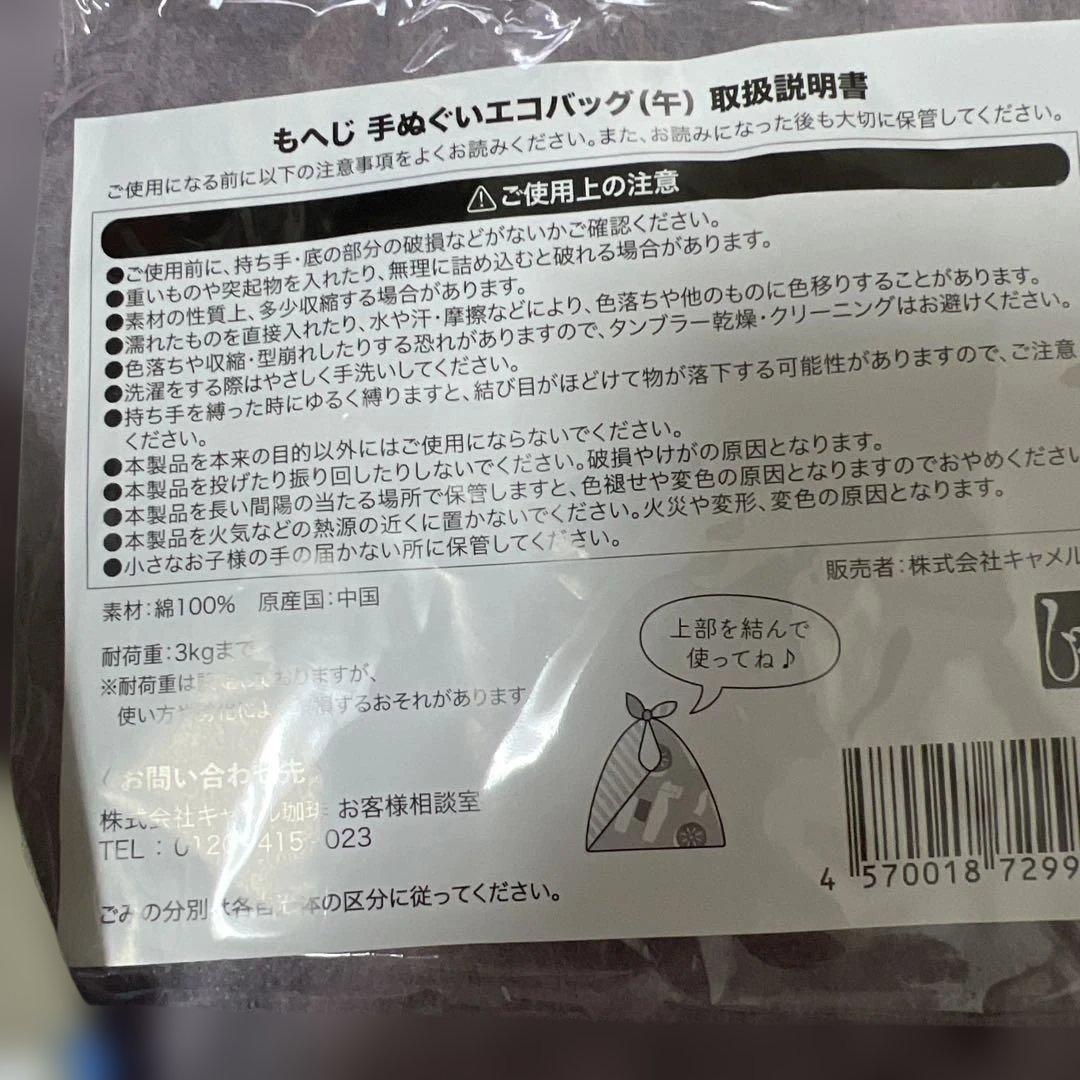 もへじ 手ぬぐいエコバッグ(午) 取扱説明書
ご使用になる前に以下の注意事項をよくお読みください。また、お読みになった後も大切に保管してください。
⚠ご使用上の注意
●ご使用前に、持ち手・底の部分の破損などがないかご確認ください。
●重いものや突起物を入れたり、無理に詰め込むと破れる場合があります。
●素材の性質上、多少収縮する場合があります。
●濡れたものを直接入れたり、水や汗・摩擦などにより、色落ちや他のものに色移りすることがあります。
●色落ちや収縮・型崩れしたりする恐れがありますので、タンブラー乾燥・クリーニングはお避けください。
●洗濯をする際はやさしく手洗いしてください。
●持ち手を縛った時にゆるく縛りますと、結び目がほどけて物が落下する可能性がありますので、ご注意
ください。
●本製品を本来の目的以外にはご使用にならないでください。
●本製品を投げたり振り回したりしないでください。破損やけがの原因となります。
●本製品を長い間陽の当たる場所で保管しますと、色褪せや変色の原因となりますのでおやめください
●本製品を火気などの熱源の近くに置かないでください。火災や変形、変色の原因となります。
●小さなお子様の手の届かない所に保管してください。
販売者:株式会社キャメル
素材:綿100% 原産国:中国
耐荷重:3kgまで
※耐荷重は おりますが、
使い方や劣化によ 損するおそれがあります
上部を結んで
使ってね♪
お問い合わせ先
株式会社キャメル珈琲 お客様相談室
TEL : 0120-415-023
ごみの分別は各自治体の区分に従ってください。
4 570018 7299